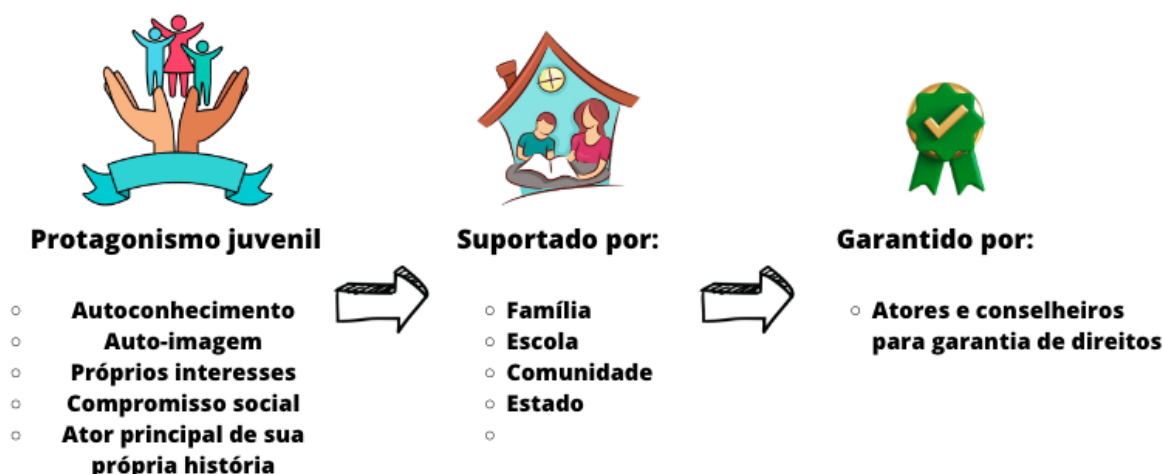 Protagonismo juvenil
Autoconhecimento
Auto-imagem
Próprios interesses
Compromisso social
Ator principal de sua
própria história
Suportado por:
Família
Escola
Comunidade
Estado
Garantido por:
Atores e conselheiros
para garantia de direitos